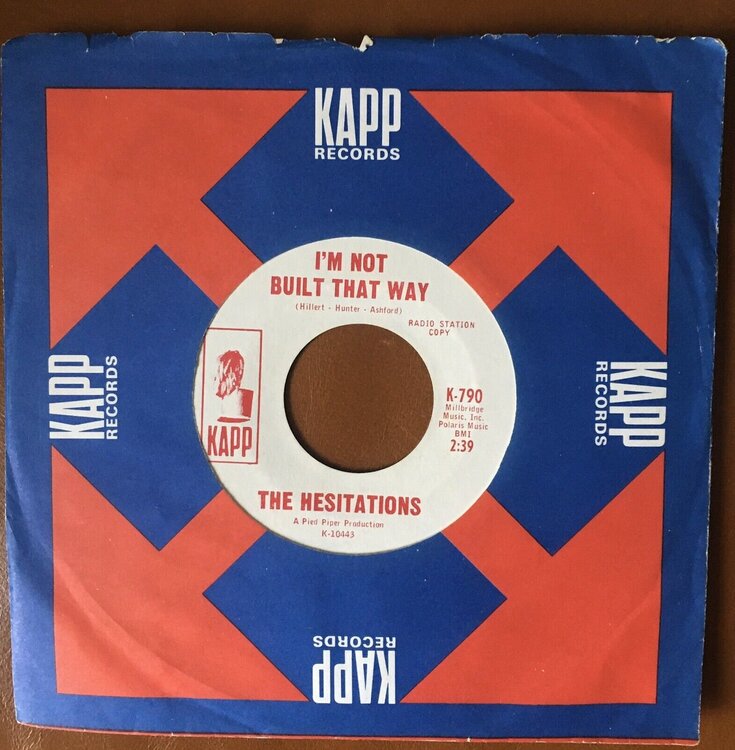 KAPP
RECORDS
I'M NOT
BUILT THAT WAY
(Hillert - Hunter - Ashford)
RADIO STATION
COPY
KAPP
RECORDS
KAPP
K-790
Millbridge
Music, Inc.
Polaris Music
BMI
2:39
KAPP
RECORDS
THE HESITATIONS
A Pied Piper Production
K-10443
KAPP
RECORDS